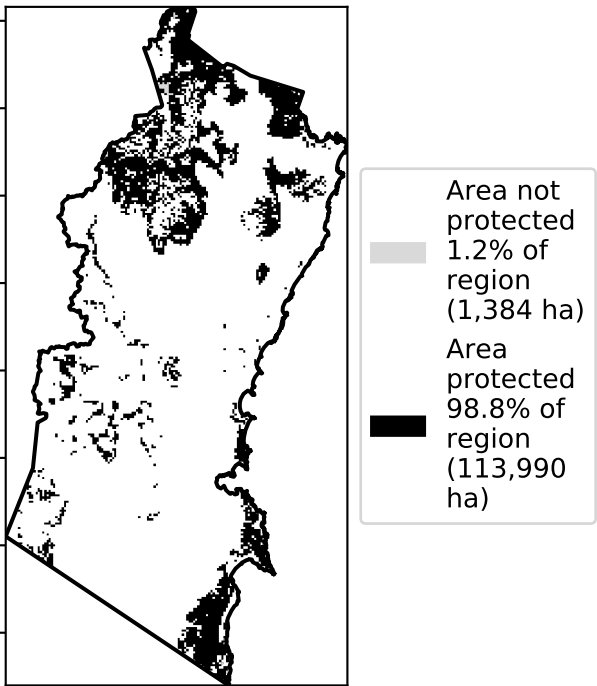 Area not
protected
1.2% of
region
(1,384 ha)
Area
protected
98.8% of
region
(113,990
ha)